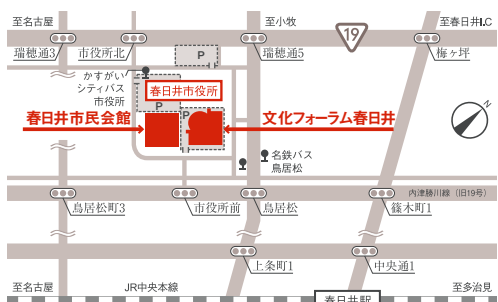 至名古屋
至小牧
至春日井I.C
19
瑞穂通3
市役所北
瑞穂通5
梅ヶ坪
P
かすがい
シティバス
市役所
春日井市役所
P
春日井市民会館
P
文化フォーラム春日井
名鉄バス
鳥居松
内津勝川線（旧19号）
鳥居松町3
市役所前
鳥居松
篠木町1
上条町1
中央通1
至名古屋
JR中央本線
春日井駅
至多治見